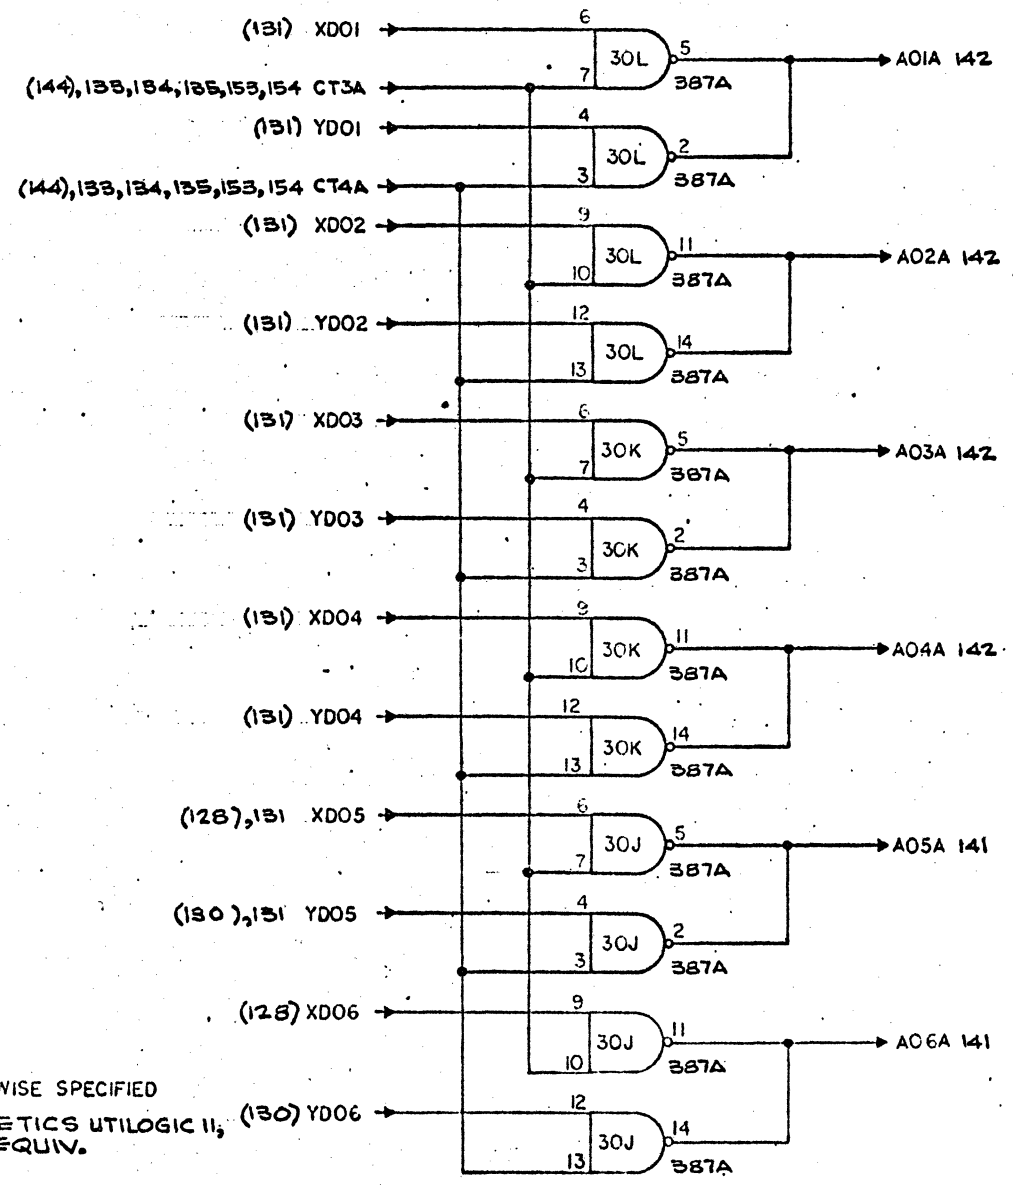 6
(131) XD01
30L
5
A01A 142
7
387A
(144),133,134,135,153,154 CT3A
4
(131) YD01
30L
2
3
387A
(144),133,134,135,153,154 CT4A
9
(131) XD02
30L
11
A02A 142
10
387A
12
(131) YD02
30L
14
13
387A
6
(131) XD03
30K
5
A03A 142
7
387A
4
(131) YD03
30K
2
3
387A
9
(131) XD04
30K
11
A04A 142
10
387A
12
(131) YD04
30K
14
13
387A
6
(128),131 XD05
30J
5
A05A 141
7
387A
4
(130),131 YD05
30J
2
3
387A
9
(128) XD06
30J
11
A06A 141
10
387A
WISE SPECIFIED
12
ETICS UTILOGIC II,
(130) YD06
EQUIV.
30J
14
13
387A